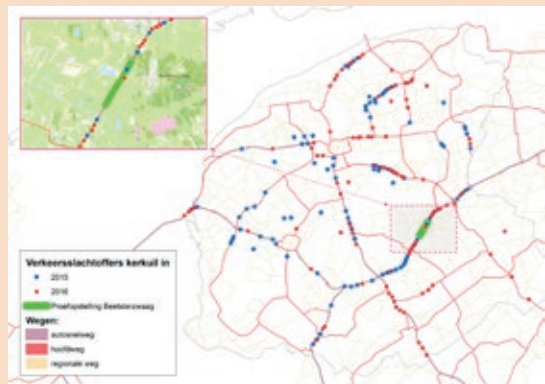 Verkeersslachtoffers kerkuil in
2015
2016
Proefopstelling Beetsterzwaag
Wegen:
autosnelweg
hoofdweg
regionale weg